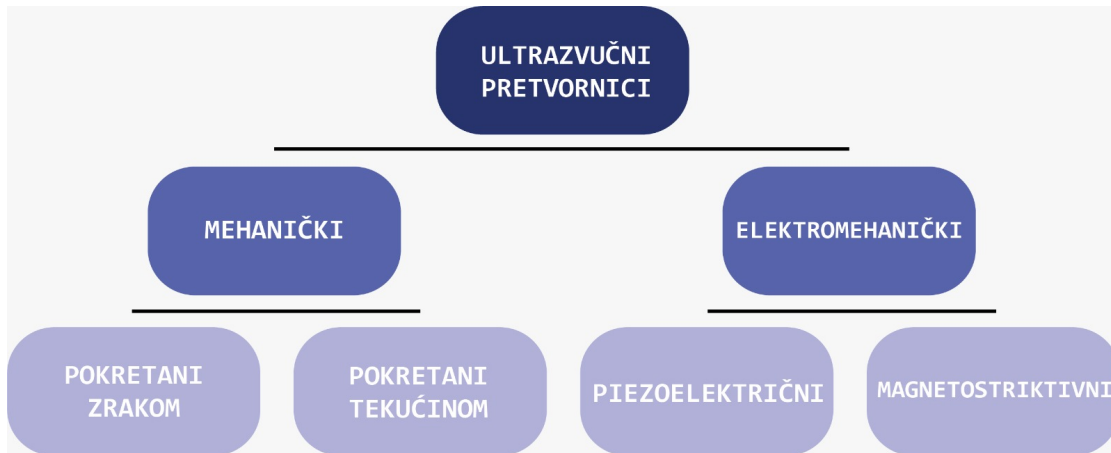 ULTRAZVUČNI
PRETVORNICI
MEHANIČKI
ELEKTROMEHANIČKI
POKRETANI
ZRAKOM
POKRETANI
TEKUĆINOM
PIEZOELEKTRIČNI
MAGNETOSTRIKTIVNI